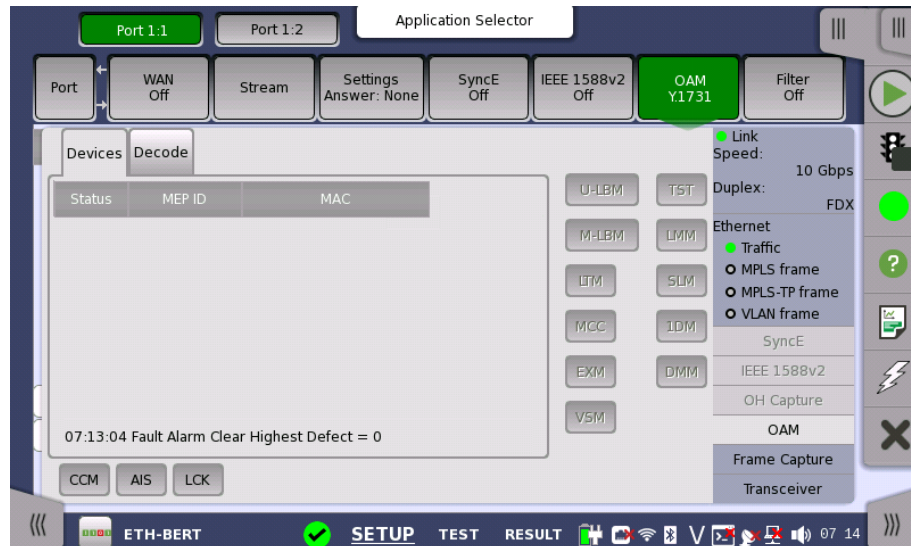 Application Selector
Port 1:1
Port 1:2
Port
WAN
Off
Stream
Settings
Answer: None
SyncE
Off
IEEE 1588v2
Off
OAM
Y.1731
Filter
Off
Devices
Decode
Status MEP ID MAC
07:13:04 Fault Alarm Clear Highest Defect = 0
CCM
AIS
LCK
U-LBM
TST
M-LBM
LMM
LTM
SLM
MCC
1DM
EXM
DMM
VSM
Link
Speed:
10 Gbps
Duplex:
FDX
Ethernet
Traffic
MPLS frame
MPLS-TP frame
VLAN frame
SyncE
IEEE 1588v2
OH Capture
OAM
Frame Capture
Transceiver
?
ETH-BERT
SETUP
TEST
RESULT
V
07 14